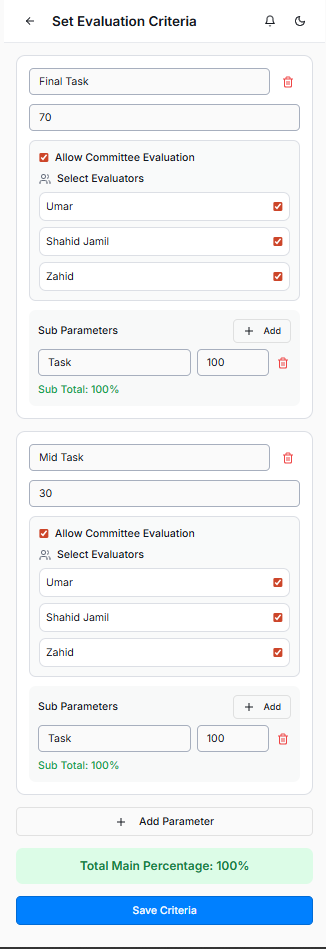 Set Evaluation Criteria
Final Task
70
Allow Committee Evaluation
Select Evaluators
Umar
Shahid Jamil
Zahid
Sub Parameters + Add
Task 100
Sub Total: 100%
Mid Task
30
Allow Committee Evaluation
Select Evaluators
Umar
Shahid Jamil
Zahid
Sub Parameters + Add
Task 100
Sub Total: 100%
+ Add Parameter
Total Main Percentage: 100%
Save Criteria